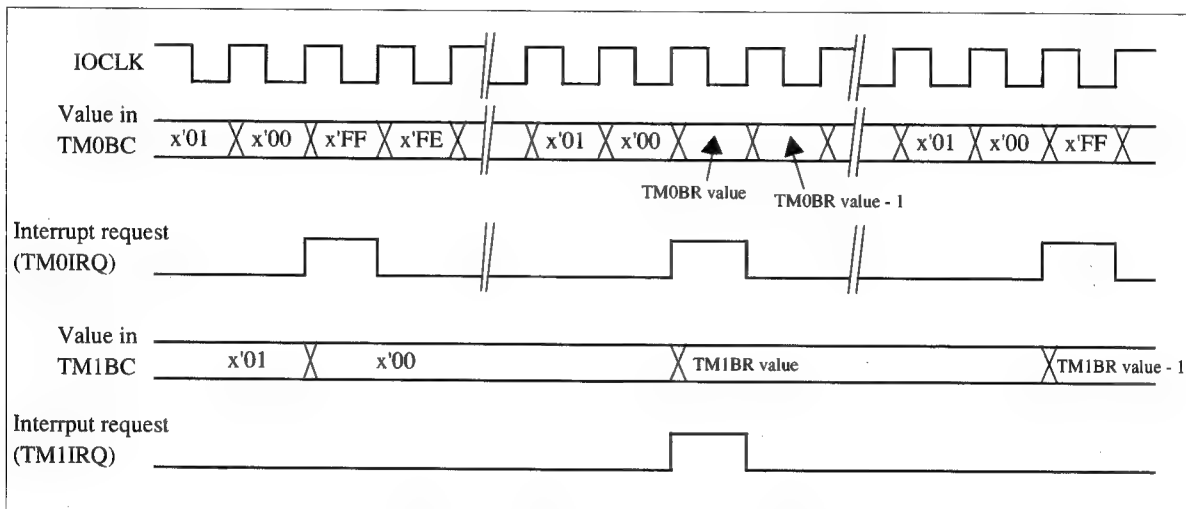 IOCLK
Value in
TM0BC
x'01 x'00 x'FF x'FE x'01 x'00 x'01 x'00 x'FF
TM0BR value TM0BR value - 1
Interrupt request
(TM0IRQ)
Value in
TM1BC
x'01 x'00 TM1BR value TM1BR value - 1
Interrput request
(TM1IRQ)